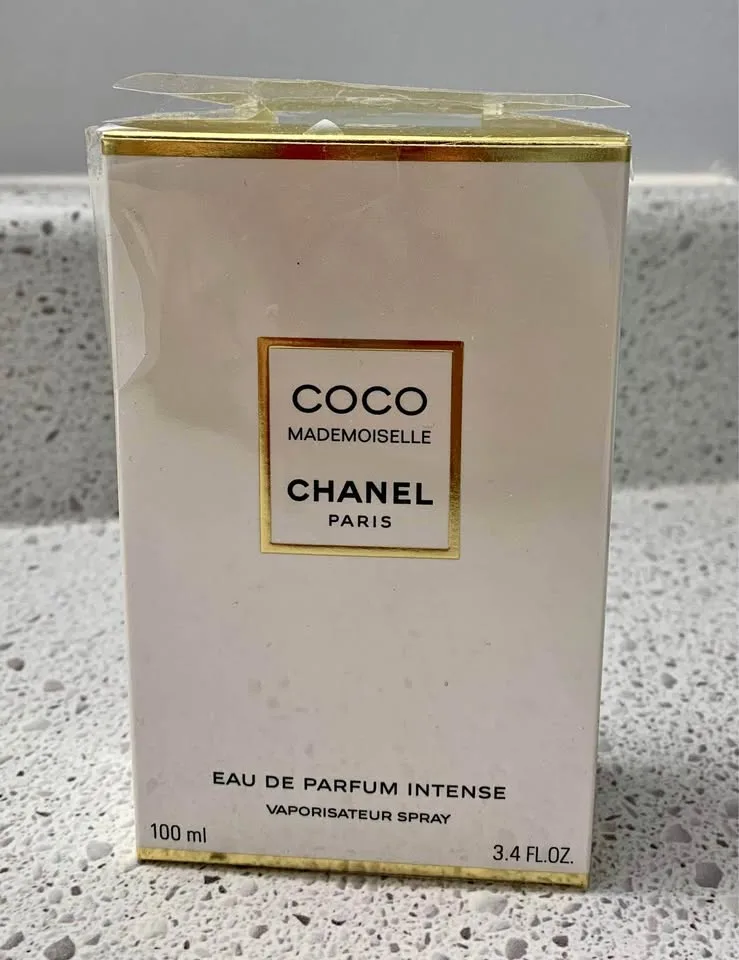 COCO
MADEMOISELLE
CHANEL
PARIS
EAU DE PARFUM INTENSE
VAPORISATEUR SPRAY
100 ml
3.4 FL.OZ.